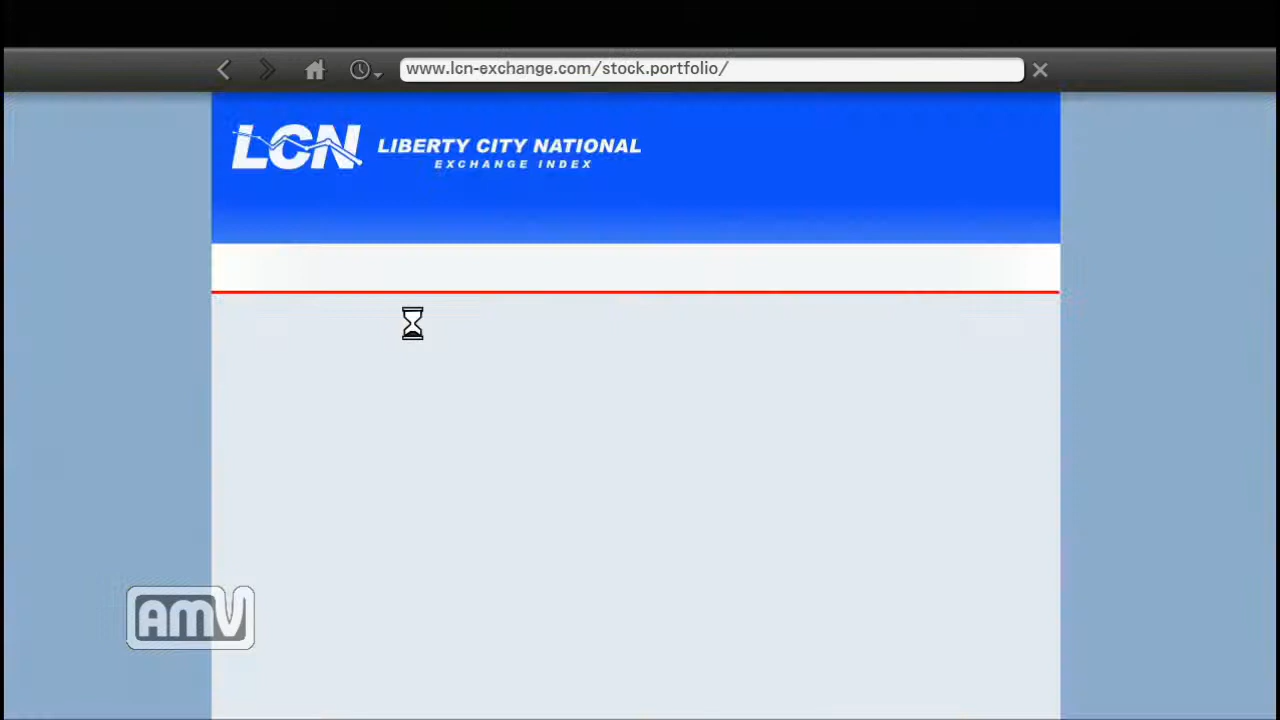 www.lcn-exchange.com/stock.portfolio/
LCN LIBERTY CITY NATIONAL
EXCHANGE INDEX
AMV